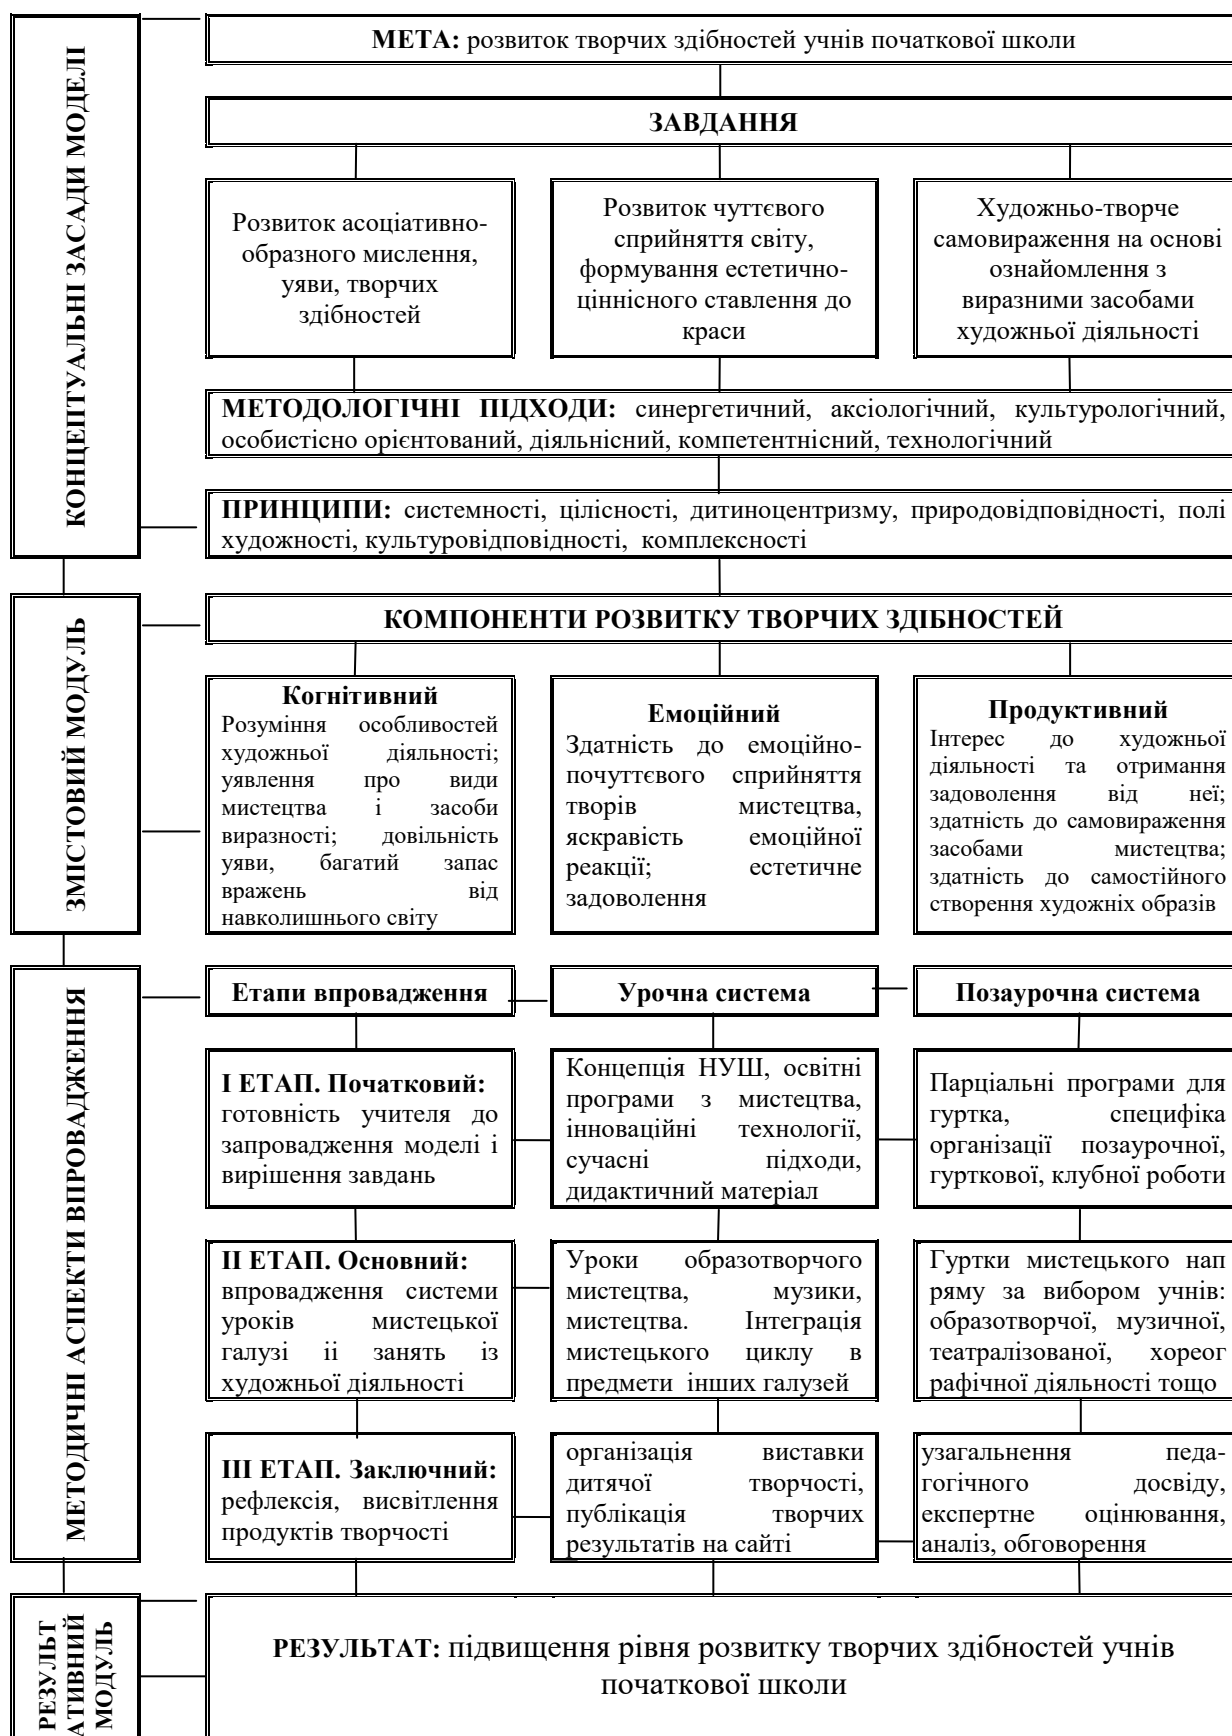 КОНЦЕПТУАЛЬНІ ЗАСАДИ МОДЕЛІ
МЕТА: розвиток творчих здібностей учнів початкової школи
ЗАВДАННЯ
Розвиток асоціативно-
образного мислення,
уяви, творчих
здібностей
Розвиток чуттєвого
сприйняття світу,
формування естетично-
ціннісного ставлення до
краси
Художньо-творче
самовираження на основі
ознайомлення з
виразними засобами
художньої діяльності
МЕТОДОЛОГІЧНІ ПІДХОДИ: синергетичний, аксіологічний, культурологічний,
особистісно орієнтований, діяльнісний, компетентнісний, технологічний
ПРИНЦИПИ: системності, цілісності, дитиноцентризму, природовідповідності, полі
художності, культуровідповідності, комплексності
ЗМІСТОВИЙ МОДУЛЬ
КОМПОНЕНТИ РОЗВИТКУ ТВОРЧИХ ЗДІБНОСТЕЙ
Когнітивний
Розуміння особливостей
художньої діяльності;
уявлення про види
мистецтва і засоби
виразності; довільність
уяви, багатий запас
вражень від
навколишнього світу
Емоційний
Здатність до емоційно-
почуттєвого сприйняття
творів мистецтва,
яскравість емоційної
реакції; естетичне
задоволення
Продуктивний
Інтерес до художньої
діяльності та отримання
задоволення від неї;
здатність до самовираження
засобами мистецтва;
здатність до самостійного
створення художніх образів
МЕТОДИЧНІ АСПЕКТИ ВПРОВАДЖЕННЯ
Етапи впровадження
Урочна система
Позаурочна система
І ЕТАП. Початковий:
готовність учителя до
запровадження моделі і
вирішення завдань
Концепція НУШ, освітні
програми з мистецтва,
інноваційні технології,
сучасні підходи,
дидактичний матеріал
Парціальні програми для
гуртка, специфіка
організації позаурочної,
гурткової, клубної роботи
ІІ ЕТАП. Основний:
впровадження системи
уроків мистецької
галузі іі занять із
художньої діяльності
Уроки образотворчого
мистецтва, музики,
мистецтва. Інтеграція
мистецького циклу в
предмети інших галузей
Гуртки мистецького нап
ряму за вибором учнів:
образотворчої, музичної,
театралізованої, хореог
рафічної діяльності тощо
ІІІ ЕТАП. Заключний:
рефлексія, висвітлення
продуктів творчості
організація виставки
дитячої творчості,
публікація творчих
результатів на сайті
узагальнення педа-
гогічного досвіду,
експертне оцінювання,
аналіз, обговорення
РЕЗУЛЬТ
АТИВНИЙ
МОДУЛЬ
РЕЗУЛЬТАТ: підвищення рівня розвитку творчих здібностей учнів
початкової школи